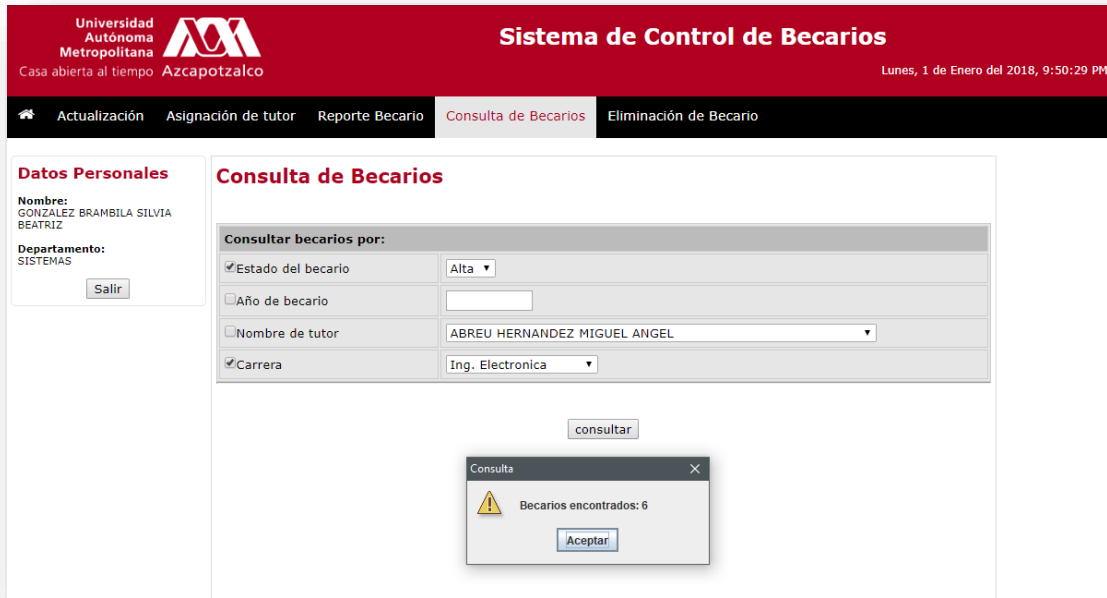 Universidad
Autónoma
Metropolitana
Casa abierta al tiempo Azcapotzalco
Sistema de Control de Becarios
Lunes, 1 de Enero del 2018, 9:50:29 PM
Actualización Asignación de tutor Reporte Becario Consulta de Becarios Eliminación de Becario
Datos Personales
Nombre:
GONZALEZ BRAMBILA SILVIA
BEATRIZ
Departamento:
SISTEMAS
Salir
Consulta de Becarios
Consultar becarios por:
Estado del becario Alta
Año de becario
Nombre de tutor ABREU HERNANDEZ MIGUEL ANGEL
Carrera Ing. Electronica
consultar
Consulta
Becarios encontrados: 6
Aceptar